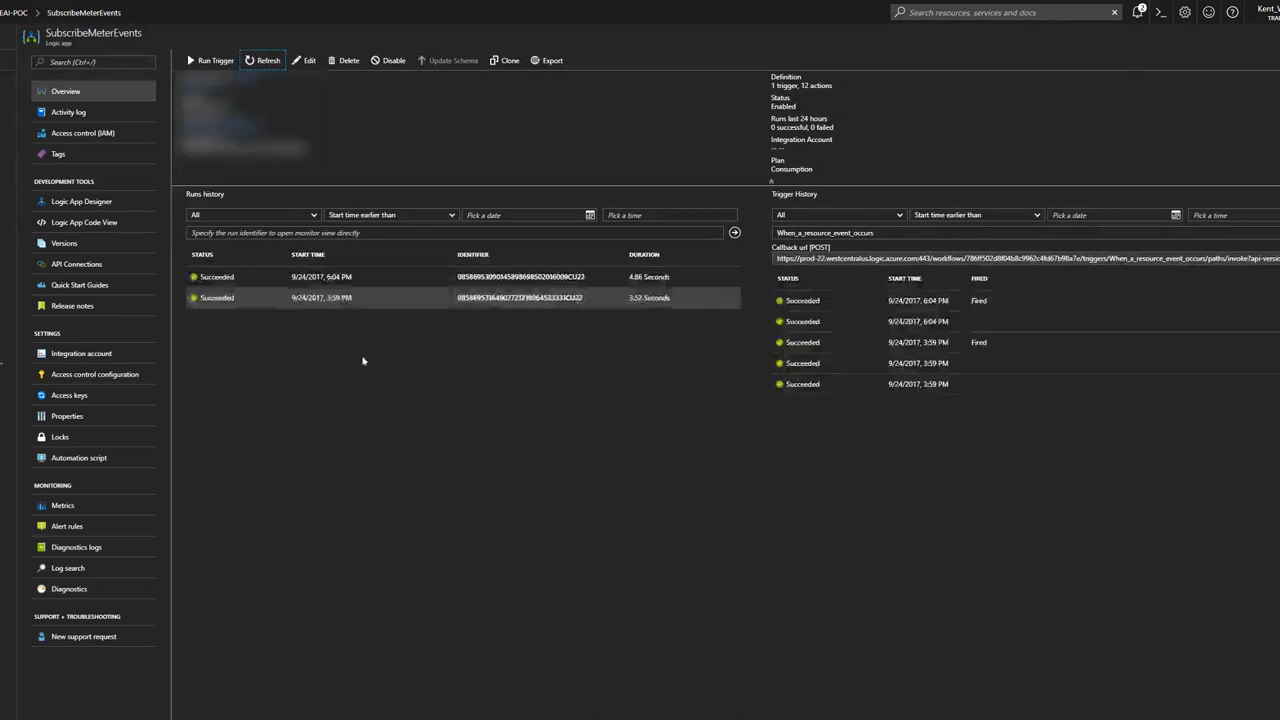 EAI-POC > SubscribeMeterEvents
Search resources, services and docs
2
Kent_W
SubscribeMeterEvents
Logic app
Search (Ctrl+/)
Run Trigger Refresh Edit Delete Disable Update Schema Clone Export
Overview
Activity log
Access control (IAM)
Tags
DEVELOPMENT TOOLS
Logic App Designer
Logic App Code View
Versions
API Connections
Quick Start Guides
Release notes
SETTINGS
Integration account
Access control configuration
Access keys
Properties
Locks
Automation script
MONITORING
Metrics
Alert rules
Diagnostics logs
Log search
Diagnostics
SUPPORT + TROUBLESHOOTING
New support request
Definition
1 trigger, 12 actions
Status
Enabled
Runs last 24 hours
0 successful, 0 failed
Integration Account
-- --
Plan
Consumption
Runs history
All Start time earlier than Pick a date Pick a time
Specify the run identifier to open monitor view directly
STATUS START TIME IDENTIFIER DURATION
Succeeded 9/24/2017, 6:04 PM 4.86 Seconds
Succeeded 9/24/2017, 3:59 PM 3.52 Seconds
Trigger History
All Start time earlier than Pick a date Pick a time
When_a_resource_event_occurs
Callback url [POST]
STATUS START TIME FIRED
Succeeded 9/24/2017, 6:04 PM Fired
Succeeded 9/24/2017, 6:04 PM
Succeeded 9/24/2017, 3:59 PM Fired
Succeeded 9/24/2017, 3:59 PM
Succeeded 9/24/2017, 3:59 PM